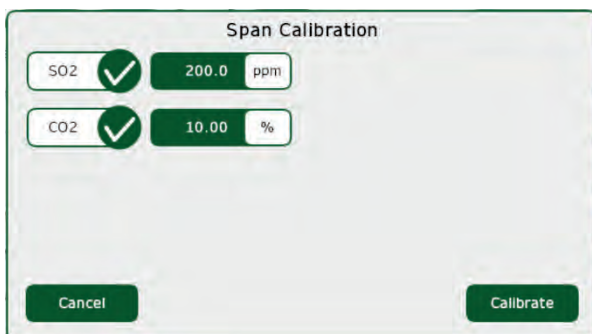 Span Calibration
SO2 200.0 ppm
CO2 10.00 %
Cancel Calibrate